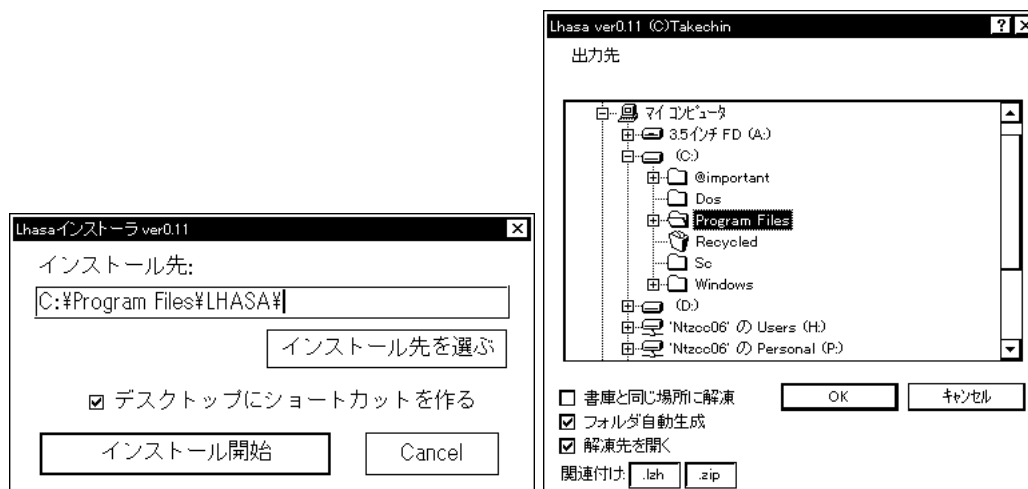 Lhasaインストーラ ver0.11
インストール先:
C:¥Program Files¥LHASA¥
インストール先を選ぶ
デスクトップにショートカットを作る
インストール開始
Cancel
Lhasa ver0.11 (C)Takechin
出力先
マイ コンピュータ
3.5インチ FD (A:)
(C:)
@important
Dos
Program Files
Recycled
Sc
Windows
(D:)
'Ntzcc06' の Users (H:)
'Ntzcc06' の Personal (P:)
書庫と同じ場所に解凍
OK
キャンセル
フォルダ自動生成
解凍先を開く
関連付け: .lzh .zip